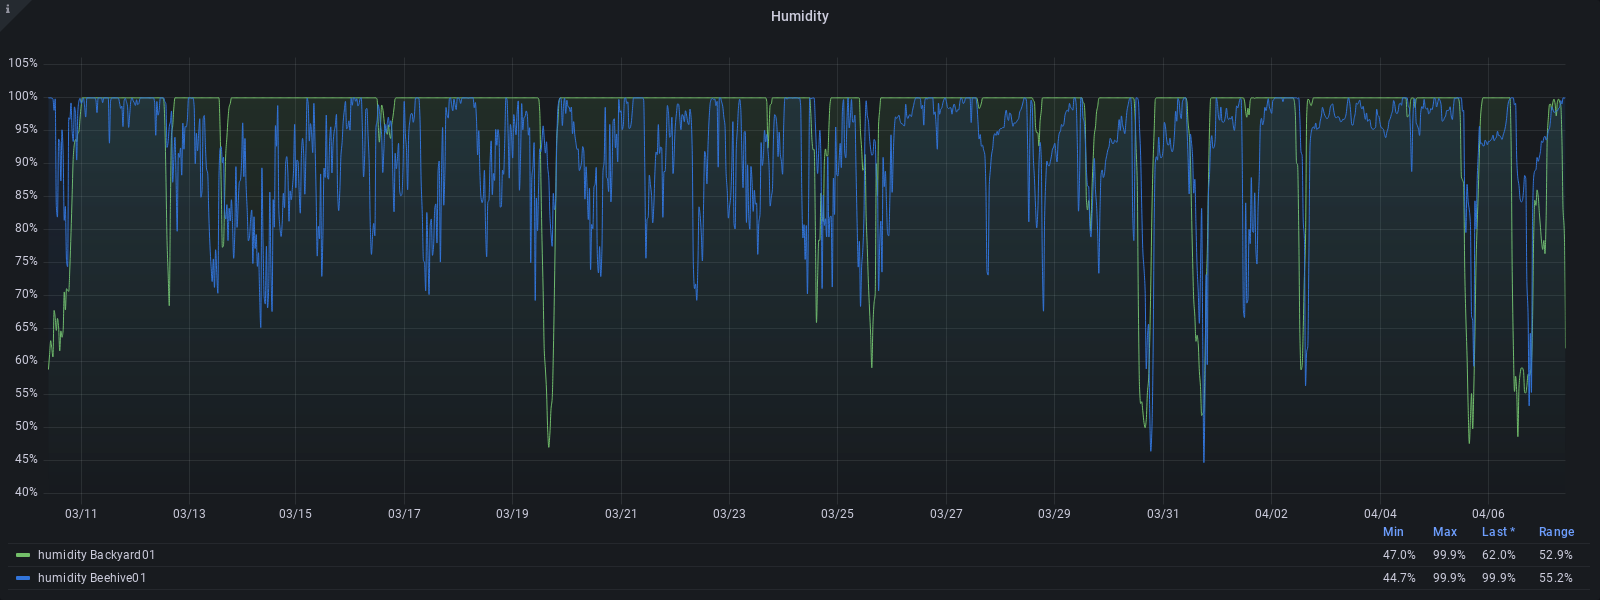 i
Humidity
105%
100%
95%
90%
85%
80%
75%
70%
65%
60%
55%
50%
45%
40%
03/11 03/13 03/15 03/17 03/19 03/21 03/23 03/25 03/27 03/29 03/31 04/02 04/04 04/06
Min Max Last * Range
humidity Backyard01 47.0% 99.9% 62.0% 52.9%
humidity Beehive01 44.7% 99.9% 99.9% 55.2%